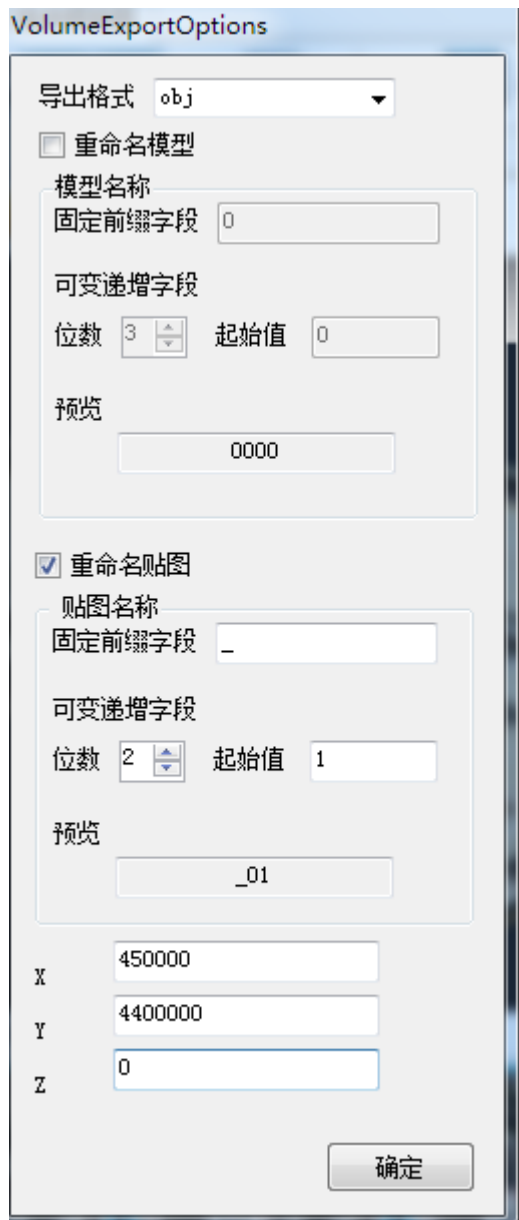 VolumeExportOptions
导出格式 obj
重命名模型
模型名称
固定前缀字段 0
可变递增字段
位数 3 起始值 0
预览
0000
重命名贴图
贴图名称
固定前缀字段 _
可变递增字段
位数 2 起始值 1
预览
_01
X 450000
Y 4400000
Z 0
确定